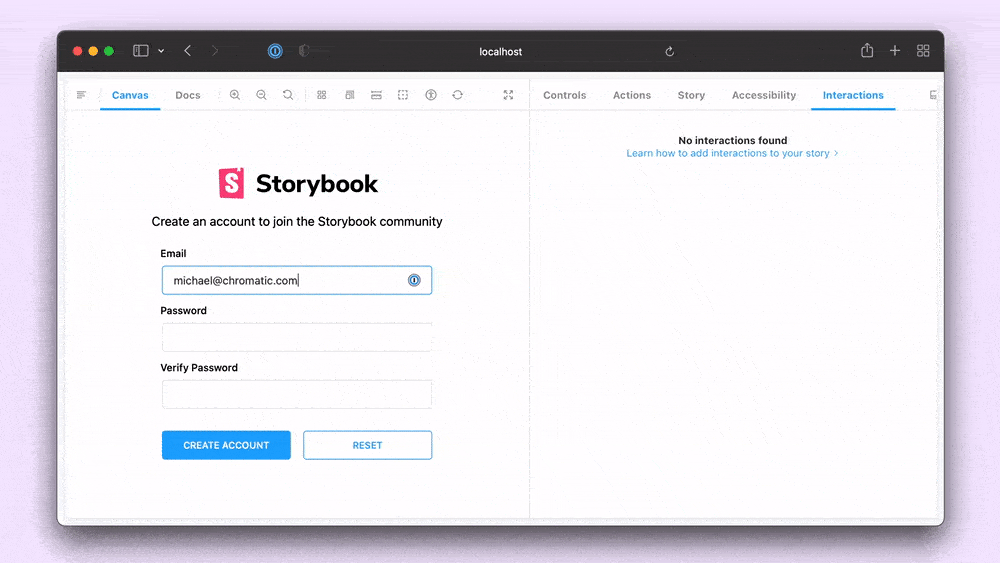 localhost
Canvas Docs
Controls Actions Story Accessibility Interactions
No interactions found
Learn how to add interactions to your story
S Storybook
Create an account to join the Storybook community
Email
michael@chromatic.com
Password
Verify Password
CREATE ACCOUNT RESET